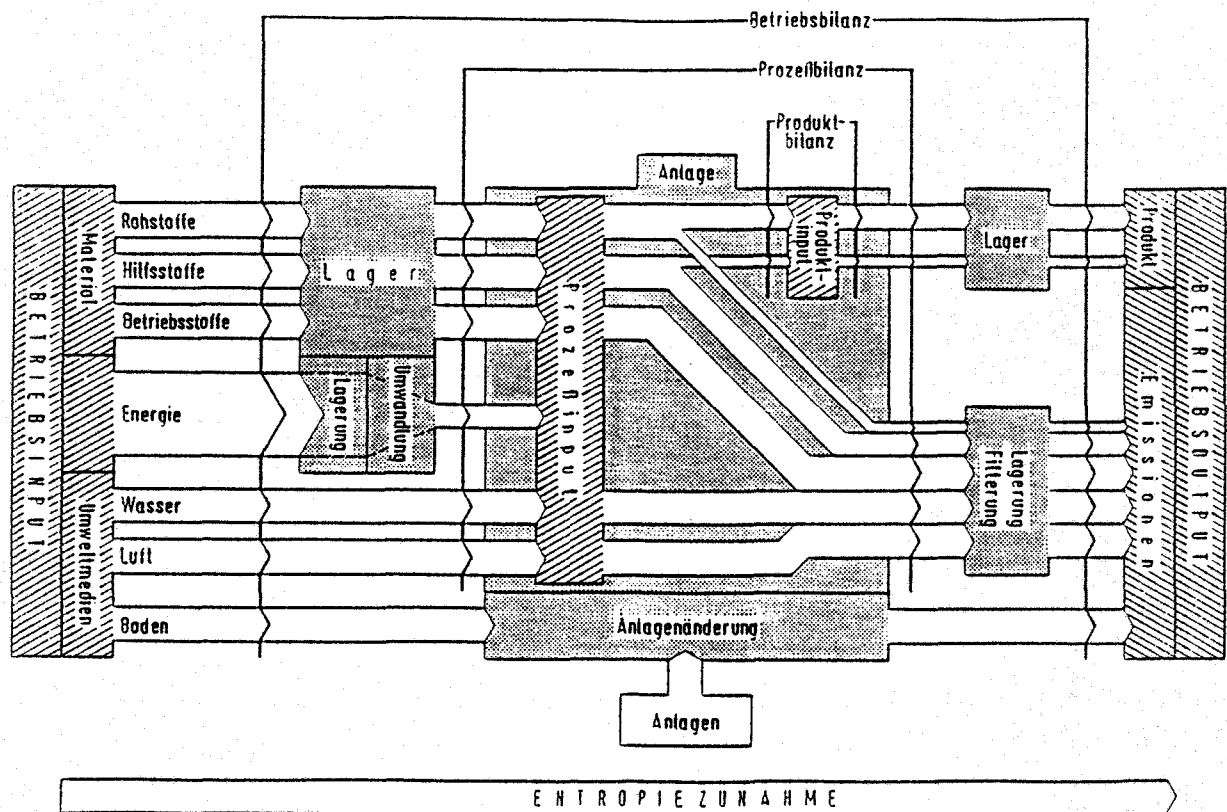 Betriebsbilanz
Prozeßbilanz
Produkt-
bilanz
Anlage
BETRIEBSINPUT
Material
Umweltmedien
Rohstoffe
Hilfsstoffe
Betriebsstoffe
Energie
Wasser
Luft
Boden
Lager
Lagerung
Umwandlung
Prozeßinput
Produkt-
input
Lager
Lagerung
Filterung
Produkt
Emissionen
BETRIEBSOUTPUT
Anlagenänderung
Anlagen
ENTROPIEZUNAHME